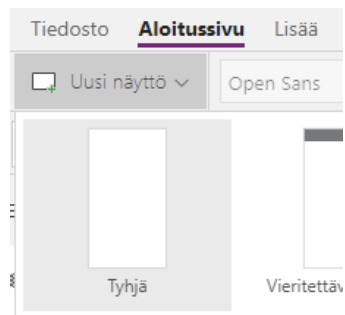 Tiedosto Aloitussivu Lisää
Uusi näyttö Open Sans
Tyhjä Vieritettäv